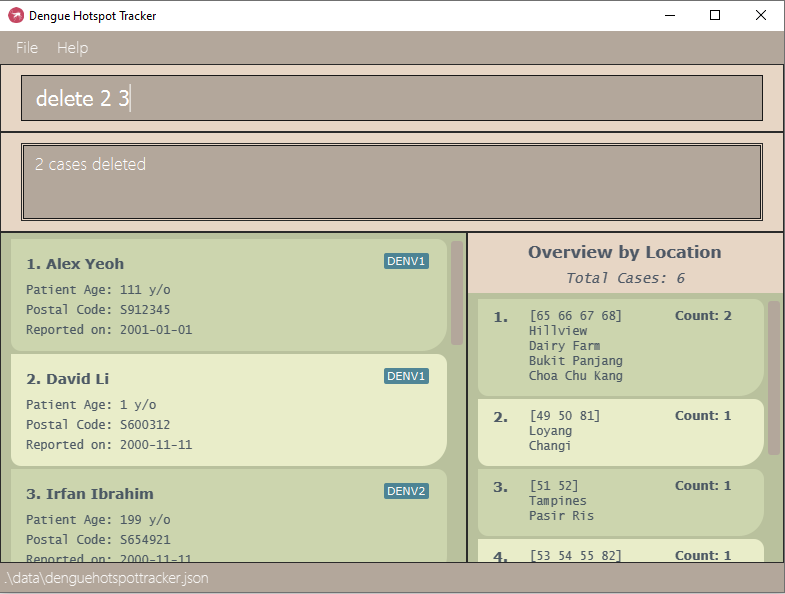 Dengue Hotspot Tracker
File Help
delete 2 3
2 cases deleted
1. Alex Yeoh
DENV1
Patient Age: 111 y/o
Postal Code: S912345
Reported on: 2001-01-01
2. David Li
DENV1
Patient Age: 1 y/o
Postal Code: S600312
Reported on: 2000-11-11
3. Irfan Ibrahim
DENV2
Patient Age: 199 y/o
Postal Code: S654921
Reported on: 2000-11-11
Overview by Location
Total Cases: 6
1. [65 66 67 68] Count: 2
Hillview
Dairy Farm
Bukit Panjang
Choa Chu Kang
2. [49 50 81] Count: 1
Loyang
Changi
3. [51 52] Count: 1
Tampines
Pasir Ris
4. [53 54 55 82] Count: 1
.\data\denguehotspottracker.json